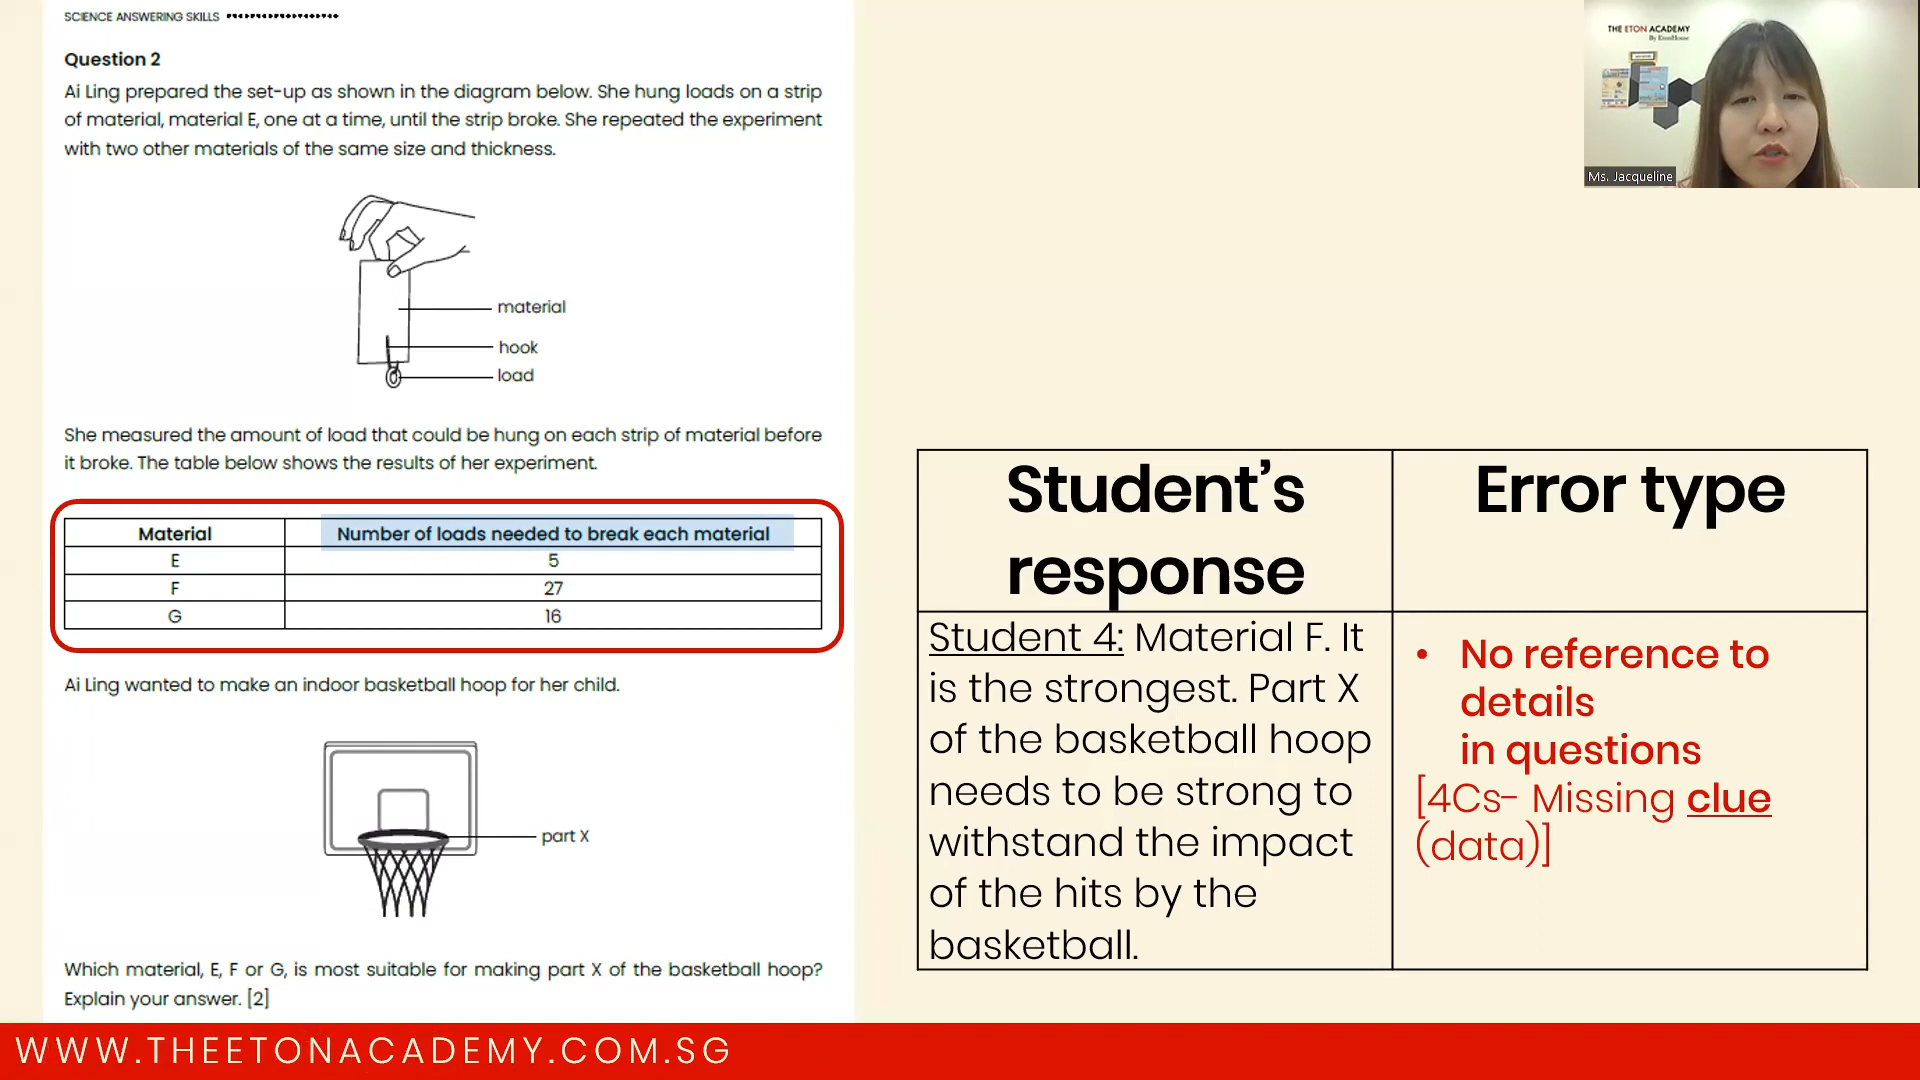 SCIENCE ANSWERING SKILLS
Question 2
Ai Ling prepared the set-up as shown in the diagram below. She hung loads on a strip
of material, material E, one at a time, until the strip broke. She repeated the experiment
with two other materials of the same size and thickness.
material
hook
load
She measured the amount of load that could be hung on each strip of material before
it broke. The table below shows the results of her experiment.
Material Number of loads needed to break each material
E 5
F 27
G 16
Ai Ling wanted to make an indoor basketball hoop for her child.
part X
Which material, E, F or G, is most suitable for making part X of the basketball hoop?
Explain your answer. [2]
THE ETON ACADEMY
By EtonHouse
Ms. Jacqueline
Student's
response
Error type
Student 4: Material F. It
is the strongest. Part X
of the basketball hoop
needs to be strong to
withstand the impact
of the hits by the
basketball.
• No reference to
details
in questions
[4Cs- Missing clue
(data)]
WWW.THEETONACADEMY.COM.SG